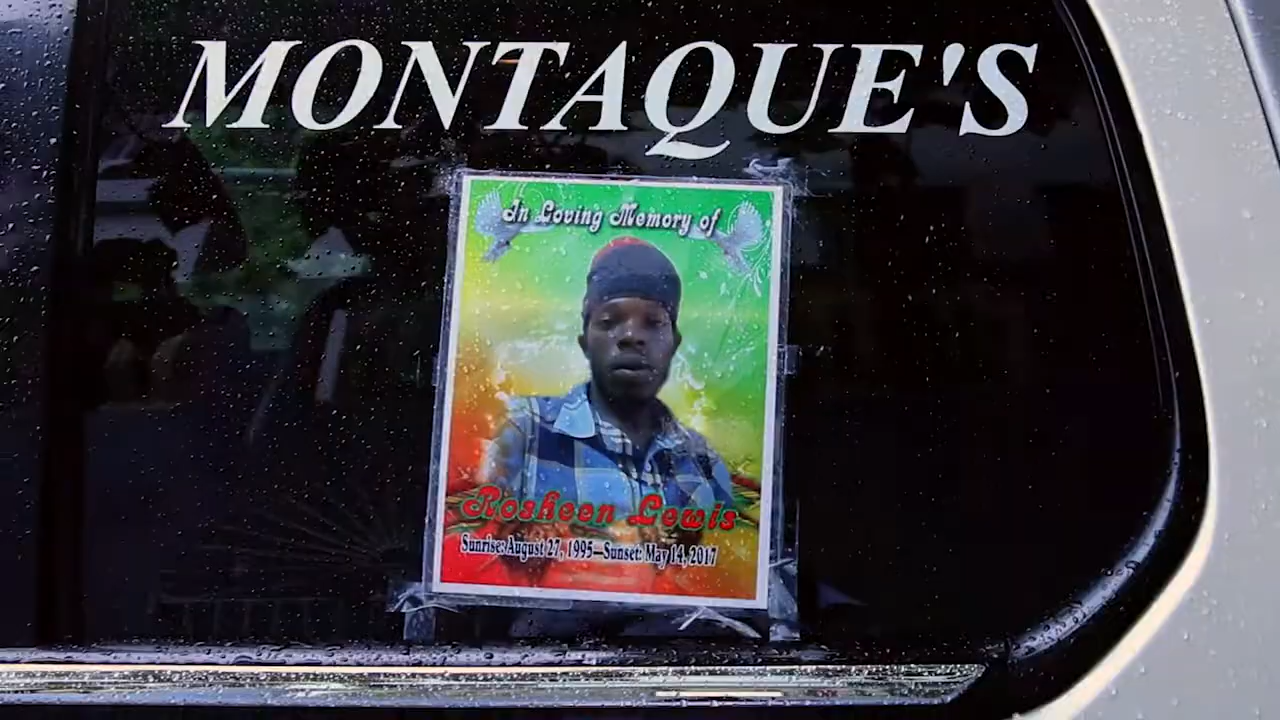 MONTAQUE'S
In Loving Memory of
Rosheen Lewis
Sunrise: August 27, 1995—Sunset: May 14, 2017